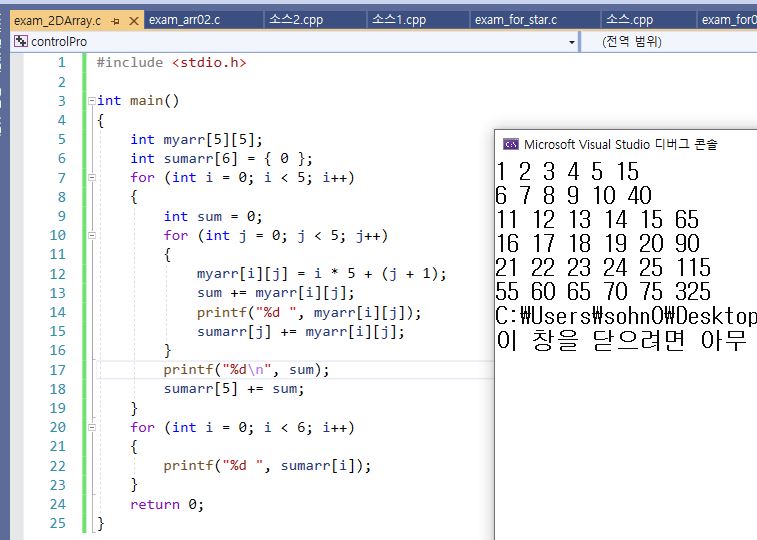 exam_2DArray.c exam_arr02.c 소스2.cpp 소스1.cpp exam_for_star.c 소스.cpp exam_for0
controlPro (전역 범위)
1 #include <stdio.h>
2
3 int main()
4 {
5 int myarr[5][5];
6 int sumarr[6] = { 0 };
7 for (int i = 0; i < 5; i++)
8 {
9 int sum = 0;
10 for (int j = 0; j < 5; j++)
11 {
12 myarr[i][j] = i * 5 + (j + 1);
13 sum += myarr[i][j];
14 printf("%d ", myarr[i][j]);
15 sumarr[j] += myarr[i][j];
16 }
17 printf("%d\n", sum);
18 sumarr[5] += sum;
19 }
20 for (int i = 0; i < 6; i++)
21 {
22 printf("%d ", sumarr[i]);
23 }
24 return 0;
25 }
Microsoft Visual Studio 디버그 콘솔
1 2 3 4 5 15
6 7 8 9 10 40
11 12 13 14 15 65
16 17 18 19 20 90
21 22 23 24 25 115
55 60 65 70 75 325
C:₩Users₩sohn0₩Desktop
이 창을 닫으려면 아무